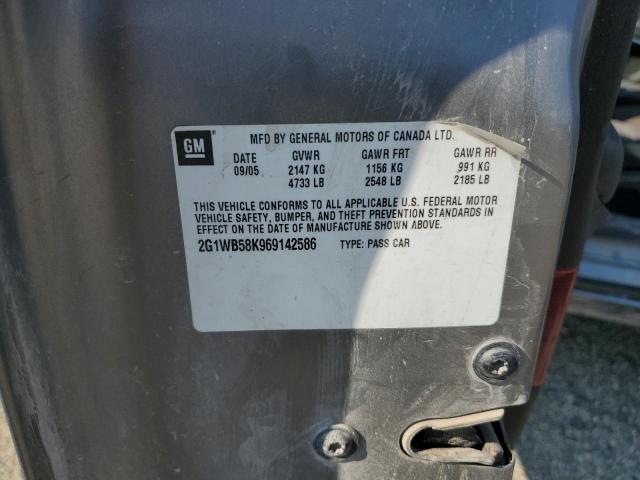 GM
MFD BY GENERAL MOTORS OF CANADA LTD.
DATE GVWR GAWR FRT GAWR RR
09/05 2147 KG 1156 KG 991 KG
4733 LB 2548 LB 2185 LB
THIS VEHICLE CONFORMS TO ALL APPLICABLE U.S. FEDERAL MOTOR
VEHICLE SAFETY, BUMPER, AND THEFT PREVENTION STANDARDS IN
EFFECT ON THE DATE OF MANUFACTURE SHOWN ABOVE.
2G1WB58K969142586 TYPE: PASS CAR